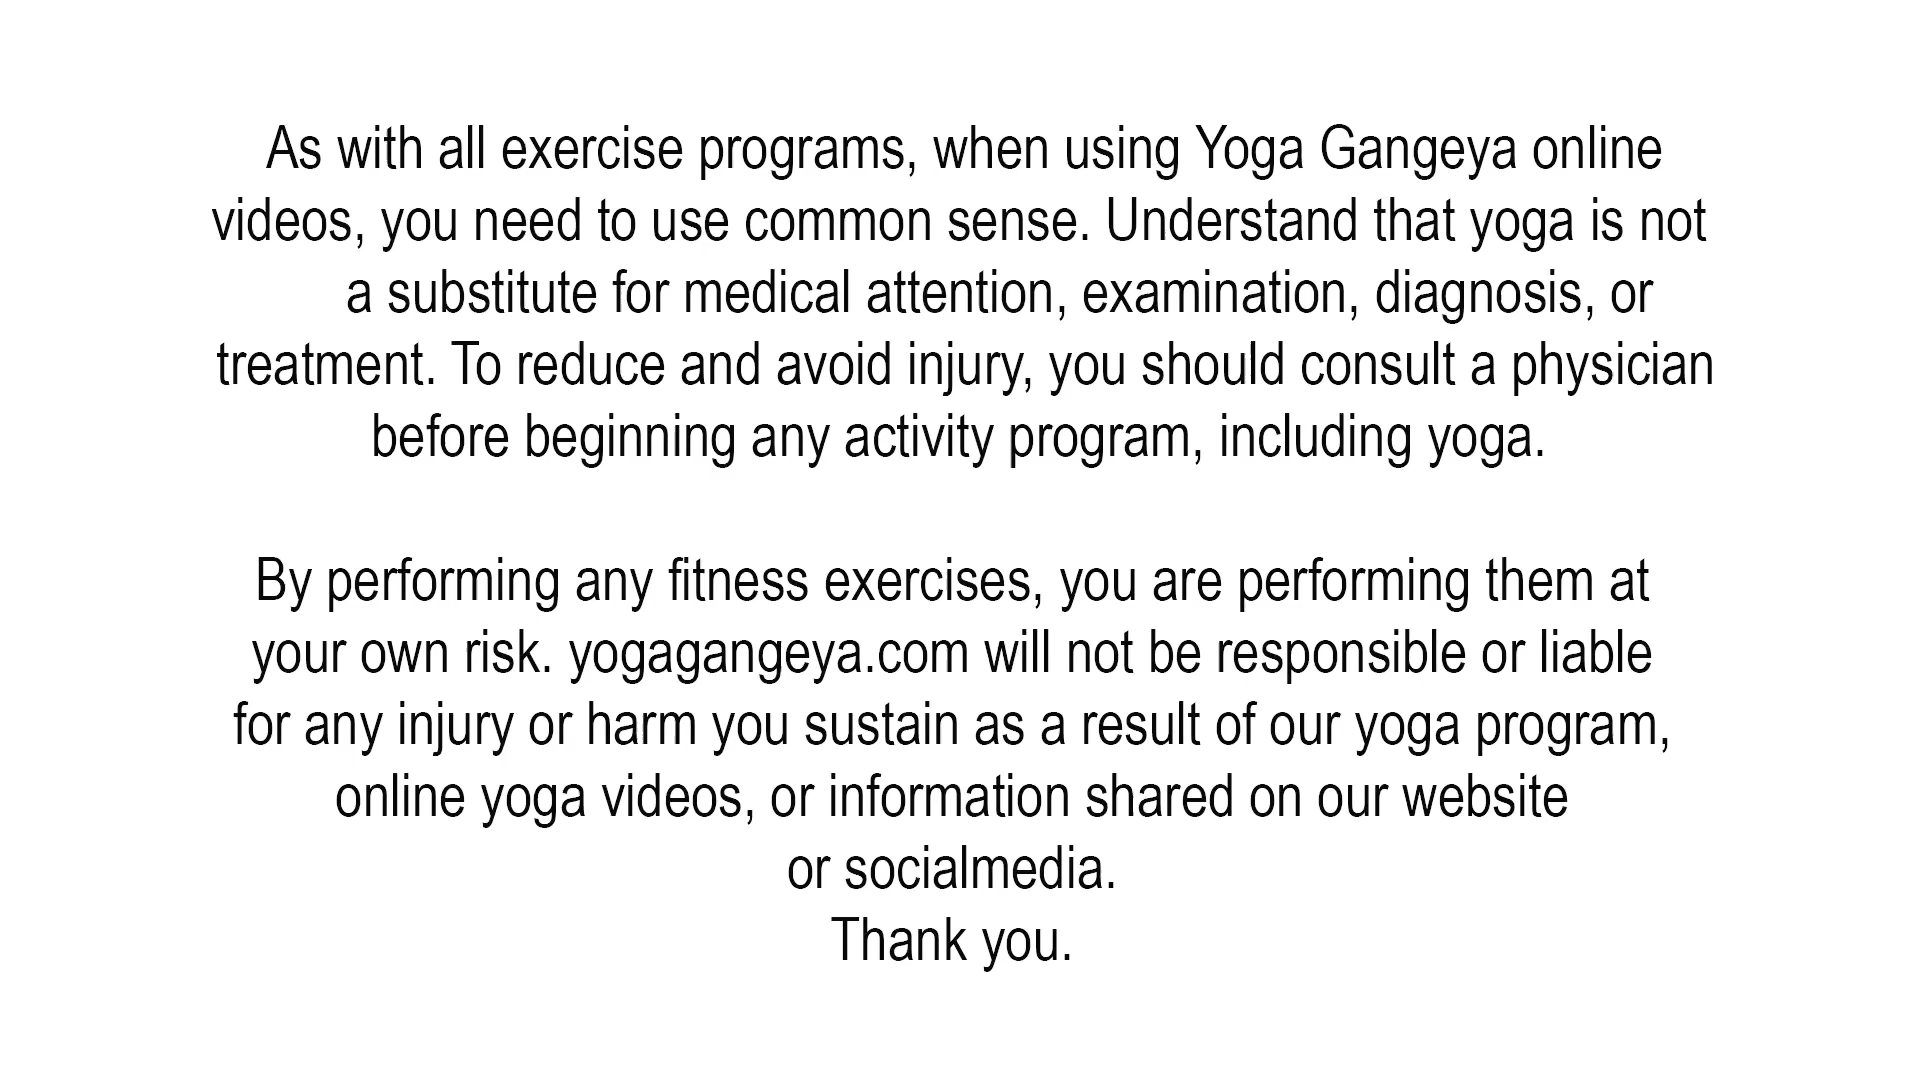 As with all exercise programs, when using Yoga Gangeya online
videos, you need to use common sense. Understand that yoga is not
a substitute for medical attention, examination, diagnosis, or
treatment. To reduce and avoid injury, you should consult a physician
before beginning any activity program, including yoga.
By performing any fitness exercises, you are performing them at
your own risk. yogagangeya.com will not be responsible or liable
for any injury or harm you sustain as a result of our yoga program,
online yoga videos, or information shared on our website
or socialmedia.
Thank you.